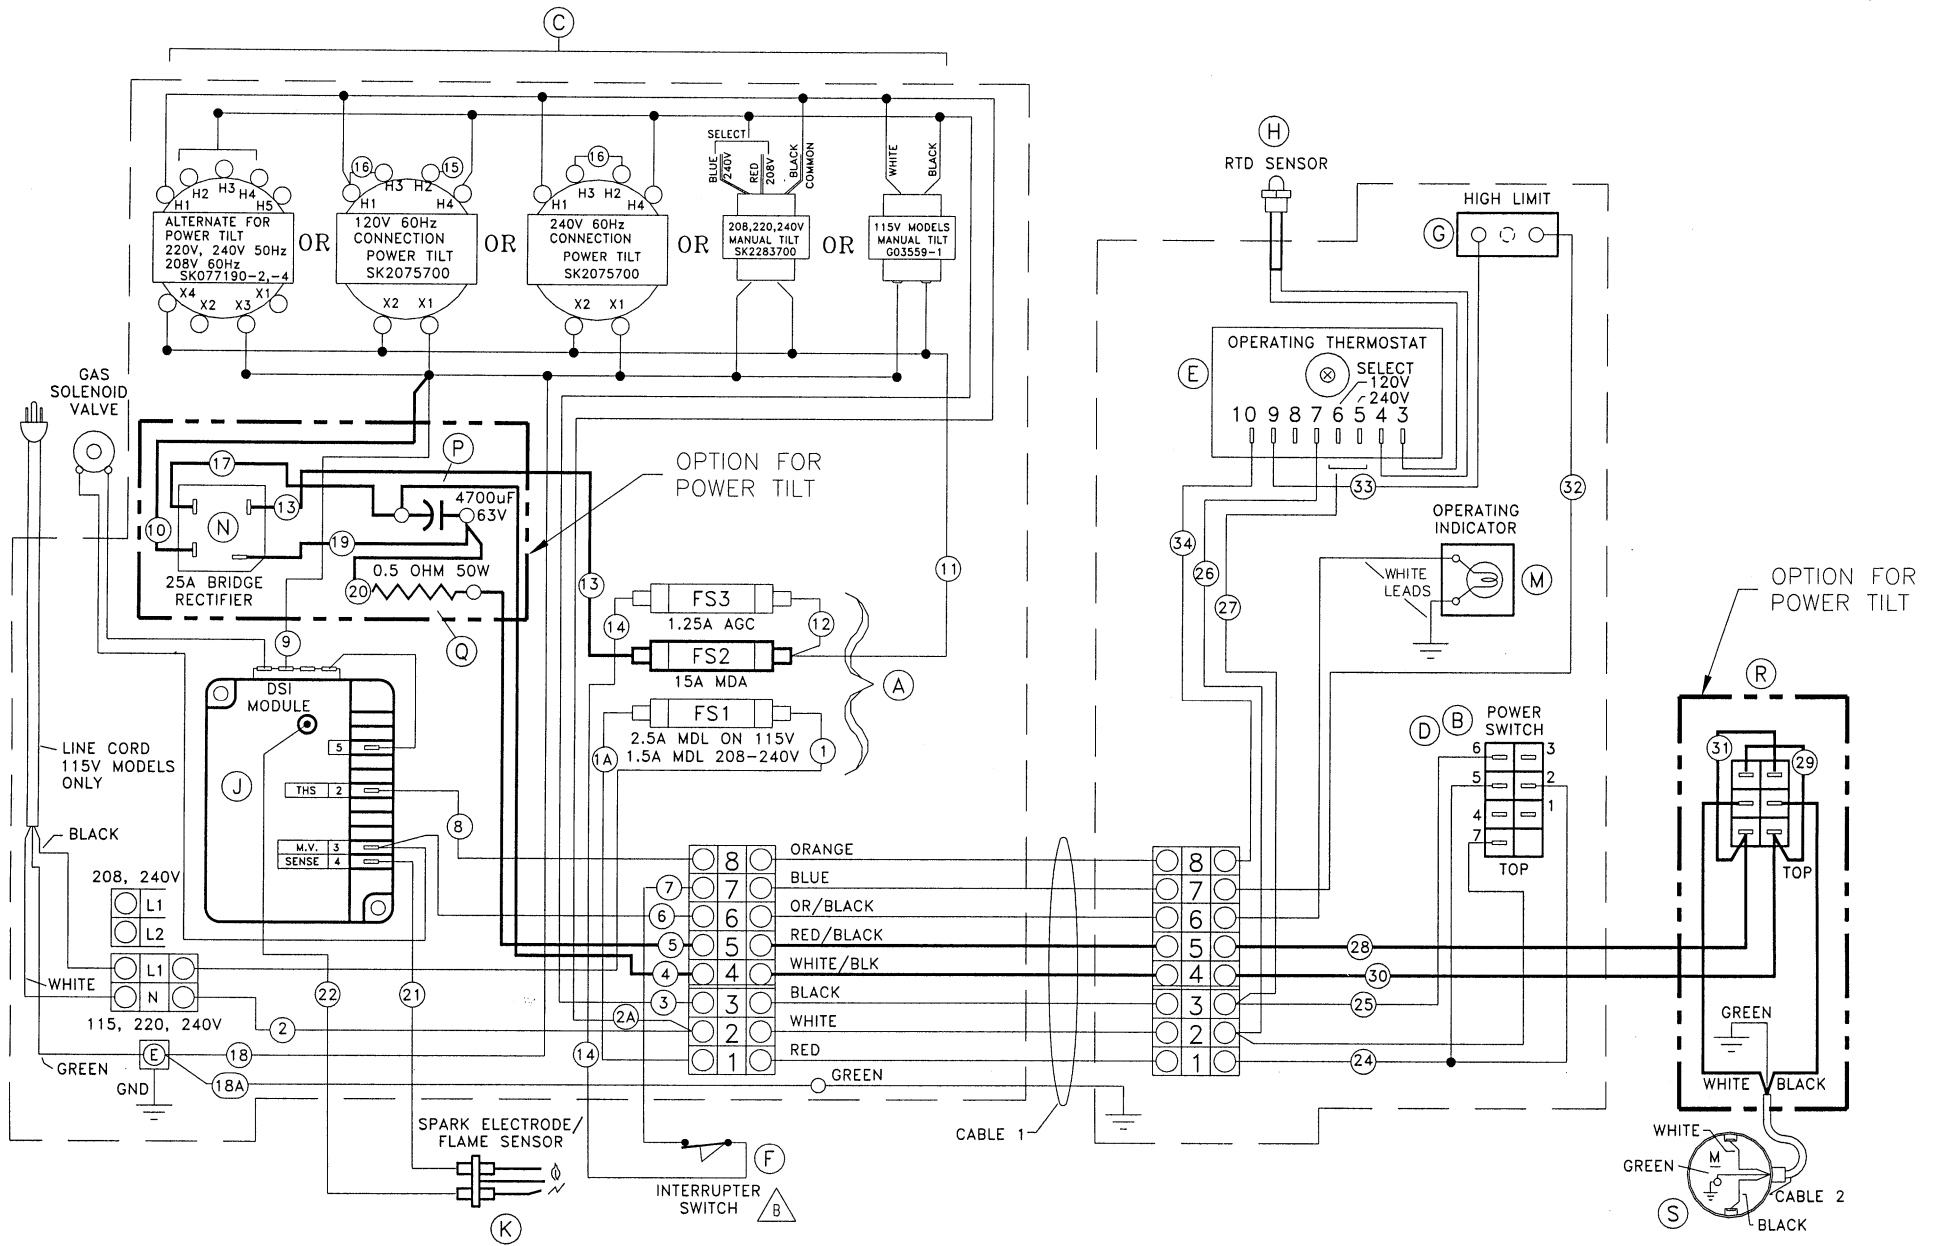 C
SELECT
BLUE
240V
RED
208V
BLACK
COMMON
WHITE
BLACK
H1
H2
H3
H4
H5
ALTERNATE FOR
POWER TILT
220V, 240V 50Hz
208V 60Hz
SK077190-2,-4
X4
X2
X3
X1
OR
16
15
H3
H2
H1
H4
120V 60Hz
CONNECTION
POWER TILT
SK2075700
X2
X1
OR
16
H3
H2
H1
H4
240V 60Hz
CONNECTION
POWER TILT
SK2075700
X2
X1
OR
208,220,240V
MANUAL TILT
SK2283700
OR
115V MODELS
MANUAL TILT
G03559-1
H
RTD SENSOR
HIGH LIMIT
G
OPERATING THERMOSTAT
E
SELECT
120V
240V
10 9 8 7 6 5 4 3
33
32
34
26
27
OPERATING
INDICATOR
WHITE
LEADS
M
GAS
SOLENOID
VALVE
17
P
13
10
N
4700uF
63V
19
25A BRIDGE
RECTIFIER
20
0.5 OHM 50W
Q
OPTION FOR
POWER TILT
13
11
14
FS3
12
1.25A AGC
FS2
15A MDA
FS1
2.5A MDL ON 115V
1.5A MDL 208-240V
1A
1
A
9
DSI
MODULE
5
J
THS 2
M.V. 3
SENSE 4
8
LINE CORD
115V MODELS
ONLY
BLACK
208, 240V
L1
L2
L1
N
WHITE
115, 220, 240V
2
E
GREEN
GND
18
18A
22
21
7
6
5
4
3
2A
14
8
7
6
5
4
3
2
1
ORANGE
BLUE
OR/BLACK
RED/BLACK
WHITE/BLK
BLACK
WHITE
RED
GREEN
CABLE 1
8
7
6
5
4
3
2
1
28
30
25
24
D
B
POWER
SWITCH
6
3
5
2
4
1
7
TOP
OPTION FOR
POWER TILT
R
31
29
TOP
GREEN
WHITE
BLACK
SPARK ELECTRODE/
FLAME SENSOR
K
F
INTERRUPTER
SWITCH
B
WHITE
M
GREEN
CABLE 2
S
BLACK